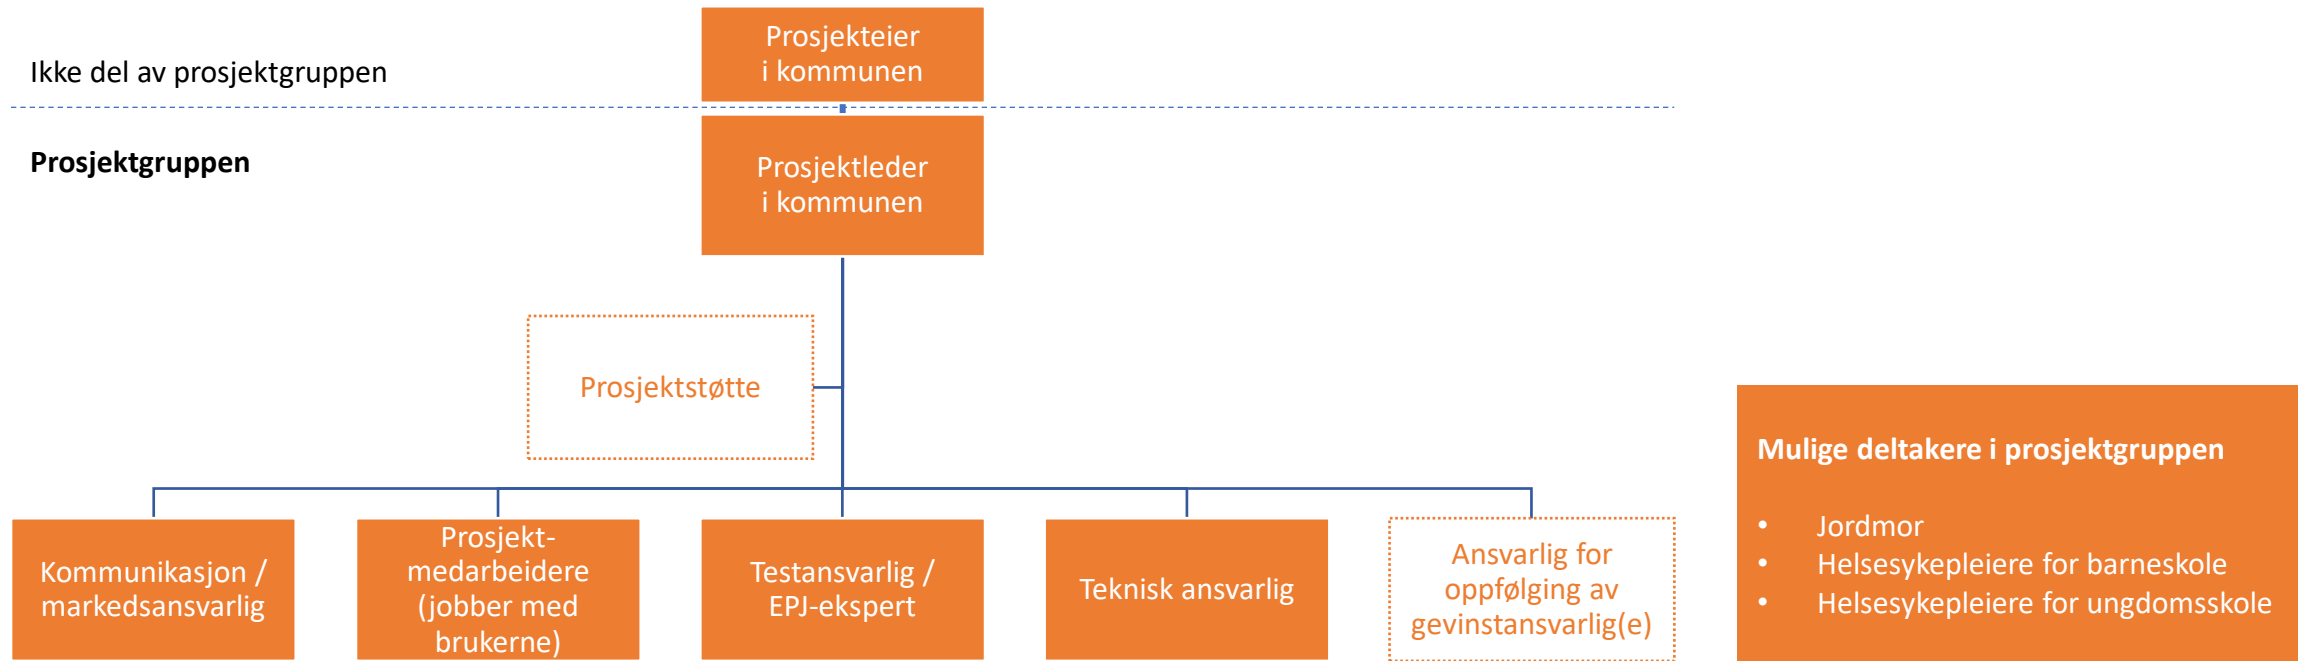 Prosjekteier
i kommunen
Ikke del av prosjektgruppen
Prosjektgruppen
Prosjektleder
i kommunen
Prosjektstøtte
Kommunikasjon /
markedsansvarlig
Prosjekt-
medarbeidere
(jobber med
brukerne)
Testansvarlig /
EPJ-ekspert
Teknisk ansvarlig
Ansvarlig for
oppfølging av
gevinstansvarlig(e)
Mulige deltakere i prosjektgruppen
• Jordmor
• Helsesykepleiere for barneskole
• Helsesykepleiere for ungdomsskole